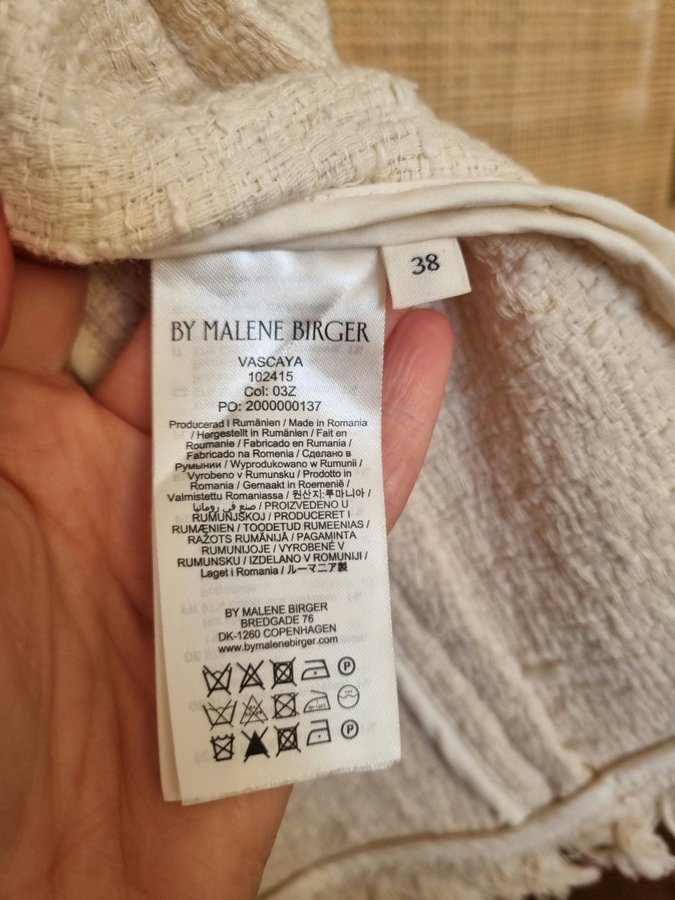 38
BY MALENE BIRGER
VASCAYA
102415
Col: 03Z
PO: 2000000137
Producerad i Rumänien / Made in Romania
/ Hergestellt in Rumänien / Fait en
Roumanie / Fabricado en Rumanía /
Fabricado na Romenia / Сделано в
Румынии / Wyprodukowano w Rumunii /
Vyrobeno v Rumunsku / Prodotto in
Romania / Gemaakt in Roemenië /
Valmistettu Romaniassa / 원산지:루마니아 /
صنع في رومانيا / PROIZVEDENO U
RUMUNJSKOJ / PRODUCERET I
RUMÆNIEN / TOODETUD RUMEENIAS /
RAŽOTS RUMĀNIJĀ / PAGAMINTA
RUMUNIJOJE / VYROBENÉ V
RUMUNSKU / IZDELANO V ROMUNIJI /
Laget i Romania / ルーマニア製
BY MALENE BIRGER
BREDGADE 76
DK-1260 COPENHAGEN
www.bymalenebirger.com
P
P